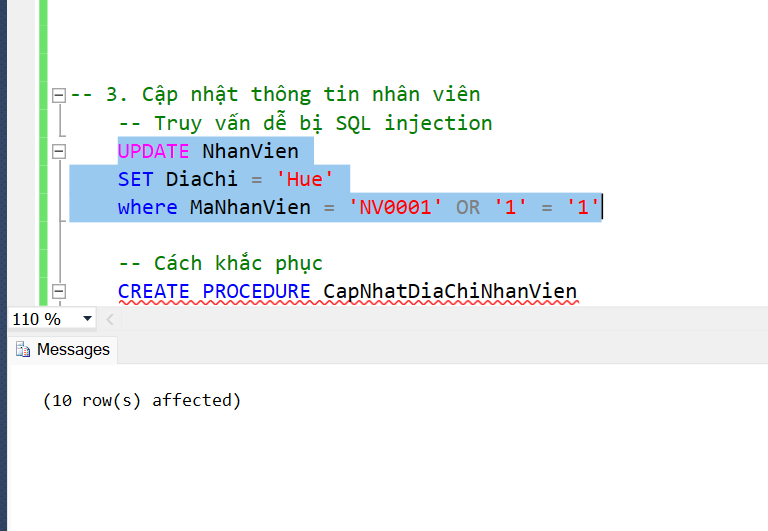 -- 3. Cập nhật thông tin nhân viên
-- Truy vấn dễ bị SQL injection
UPDATE NhanVien
SET DiaChi = 'Hue'
where MaNhanVien = 'NV0001' OR '1' = '1'
-- Cách khắc phục
CREATE PROCEDURE CapNhatDiaChiNhanVien
110 %
Messages
(10 row(s) affected)